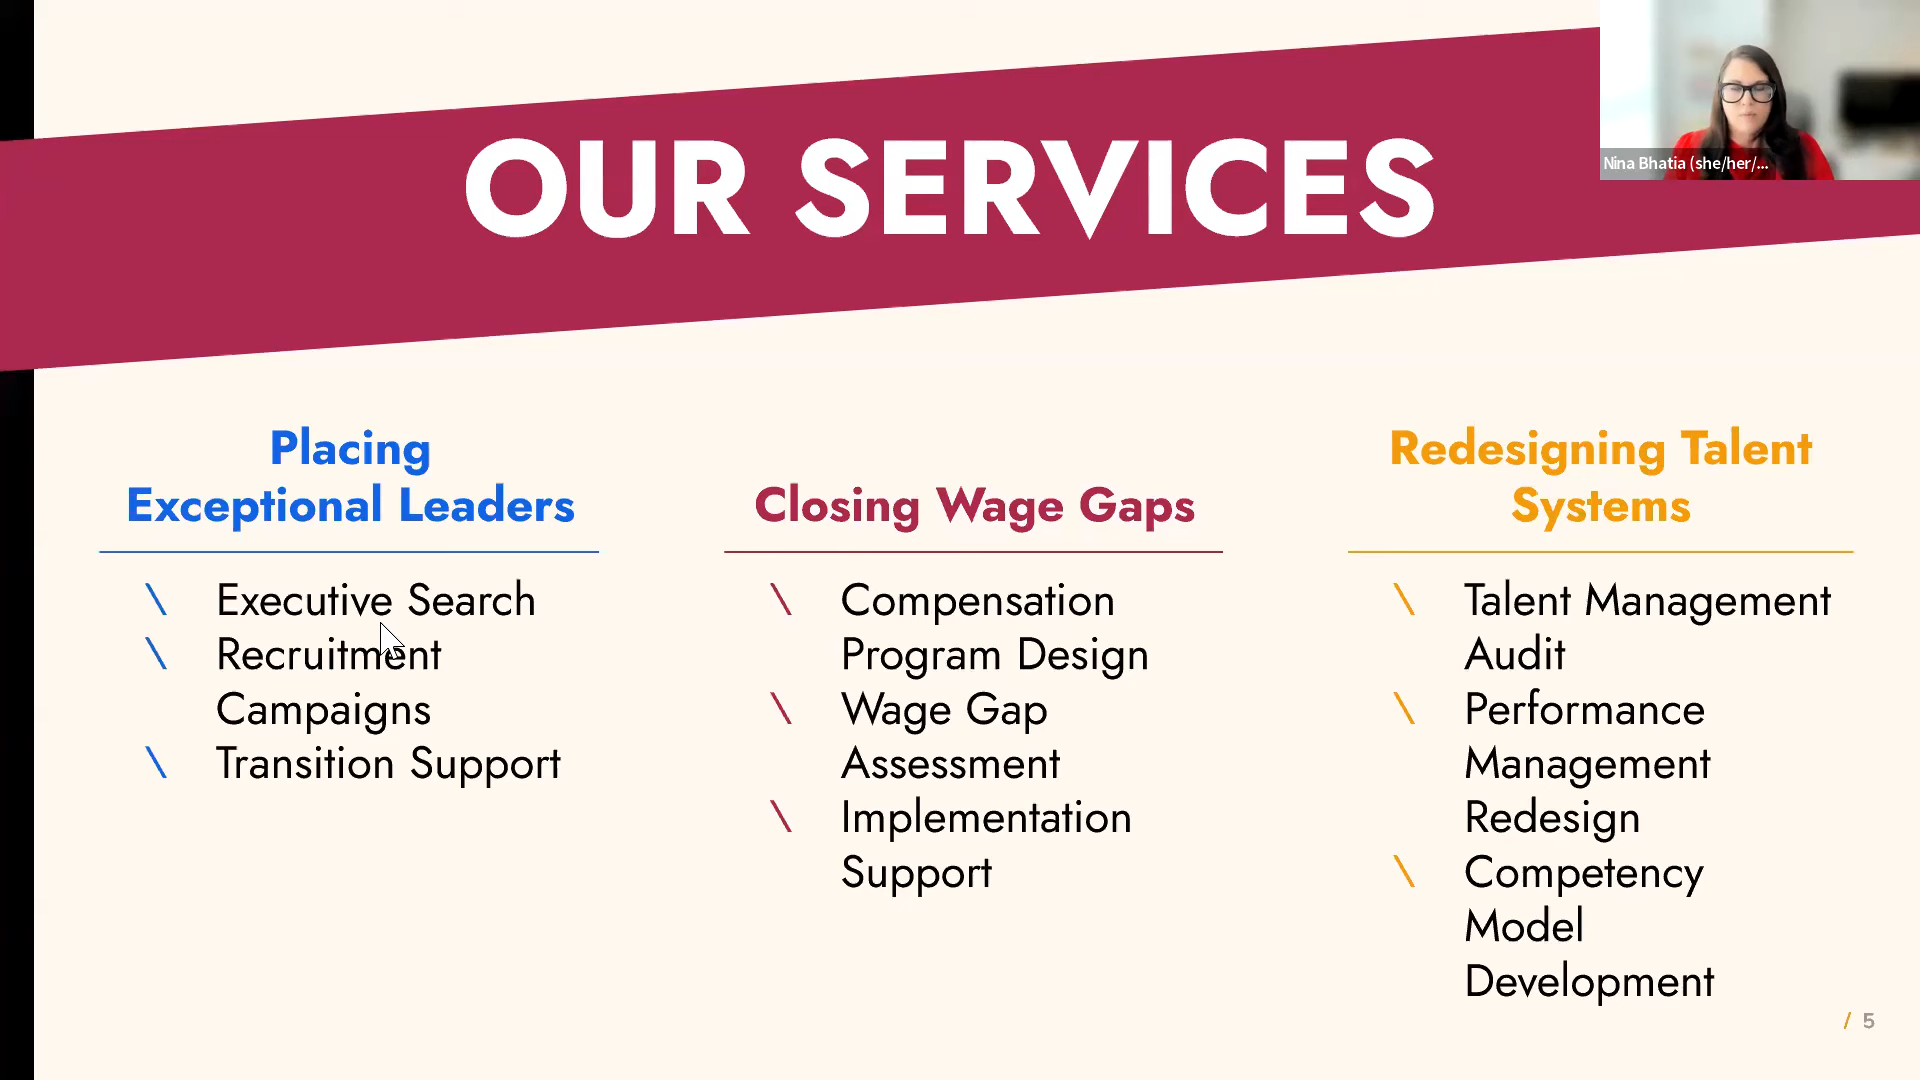 OUR SERVICES
Nina Bhatia (she/her/...
Placing
Exceptional Leaders
\ Executive Search
\ Recruitment
Campaigns
\ Transition Support
Closing Wage Gaps
\ Compensation
Program Design
\ Wage Gap
Assessment
\ Implementation
Support
Redesigning Talent
Systems
\ Talent Management
Audit
\ Performance
Management
Redesign
\ Competency
Model
Development
/ 5